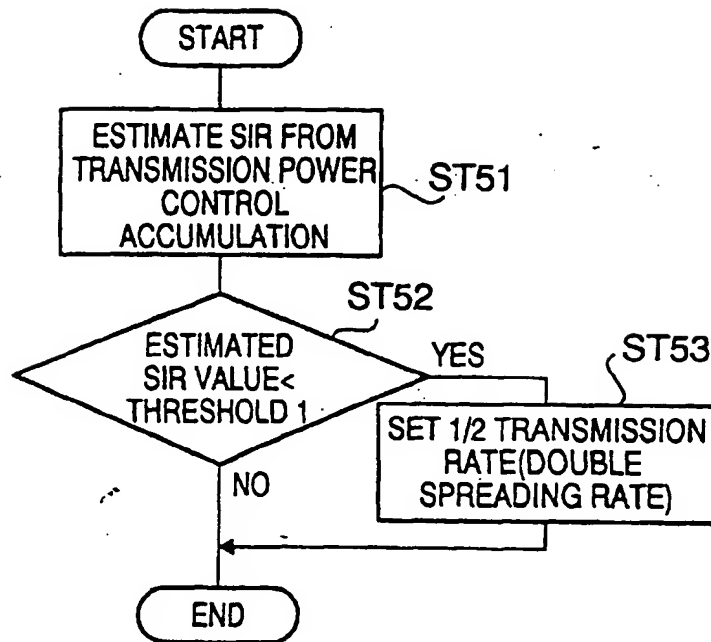 START
ESTIMATE SIR FROM
TRANSMISSION POWER
CONTROL
ACCUMULATION
ST51
ST52
ESTIMATED
SIR VALUE<
THRESHOLD 1
YES
NO
ST53
SET 1/2 TRANSMISSION
RATE(DOUBLE
SPREADING RATE)
END